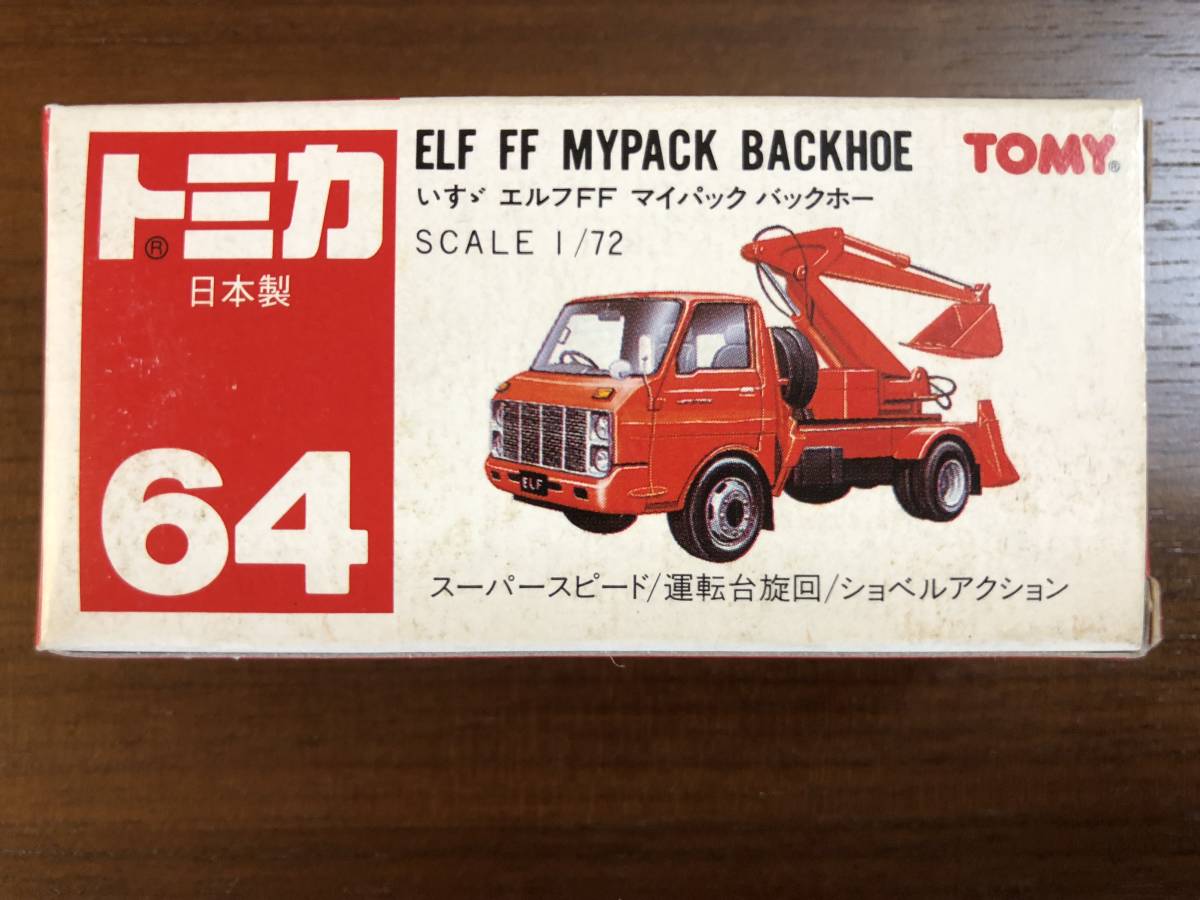 トミカ
®
日本製
64
ELF FF MYPACK BACKHOE
TOMY®
いすゞ エルフFF マイパック バックホー
SCALE 1/72
ELF
スーパースピード/運転台旋回/ショベルアクション